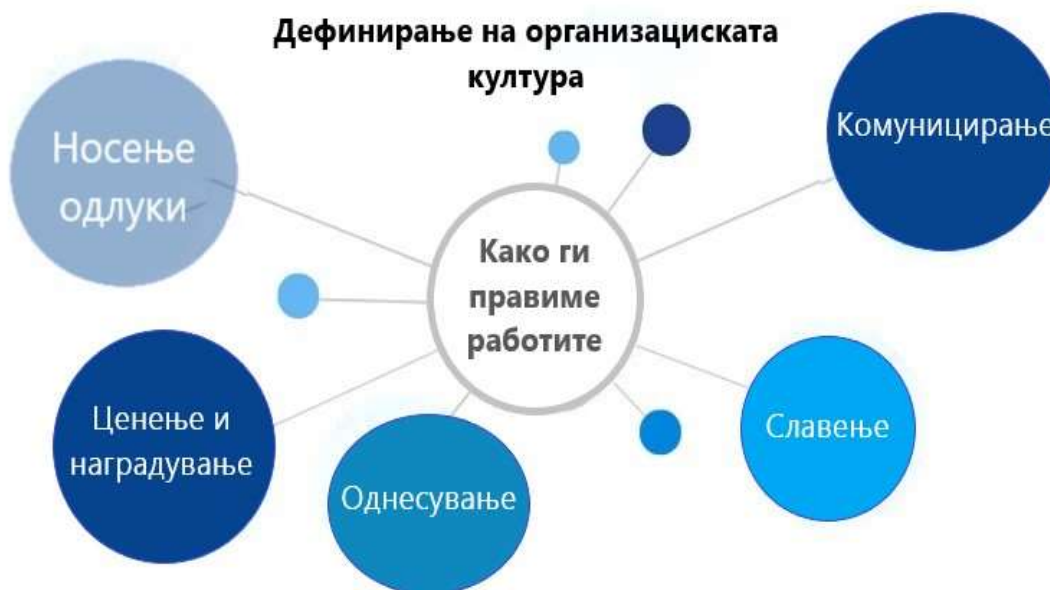 Дефинирање на организациската
култура
Носење
одлуки
Комуницирање
Како ги
правиме
работите
Ценење и
наградување
Однесување
Славење